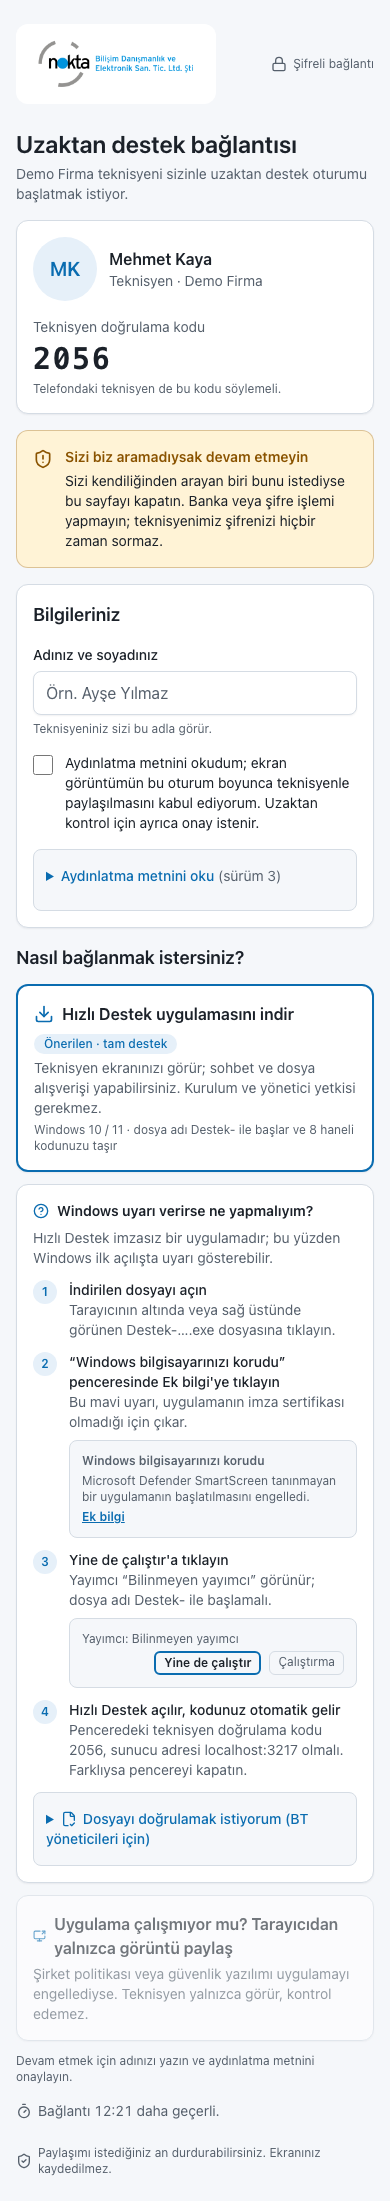 nokta Bilişim Danışmanlık ve
Elektronik San. Tic. Ltd. Şti
Şifreli bağlantı
Uzaktan destek bağlantısı
Demo Firma teknisyeni sizinle uzaktan destek oturumu
başlatmak istiyor.
MK
Mehmet Kaya
Teknisyen · Demo Firma
Teknisyen doğrulama kodu
2056
Telefondaki teknisyen de bu kodu söylemeli.
Sizi biz aramadıysak devam etmeyin
Sizi kendiliğinden arayan biri bunu istediyse
bu sayfayı kapatın. Banka veya şifre işlemi
yapmayın; teknisyenimiz şifrenizi hiçbir
zaman sormaz.
Bilgileriniz
Adınız ve soyadınız
Örn. Ayşe Yılmaz
Teknisyeniniz sizi bu adla görür.
Aydınlatma metnini okudum; ekran
görüntümün bu oturum boyunca teknisyenle
paylaşılmasını kabul ediyorum. Uzaktan
kontrol için ayrıca onay istenir.
Aydınlatma metnini oku (sürüm 3)
Nasıl bağlanmak istersiniz?
Hızlı Destek uygulamasını indir
Önerilen · tam destek
Teknisyen ekranınızı görür; sohbet ve dosya
alışverişi yapabilirsiniz. Kurulum ve yönetici yetkisi
gerekmez.
Windows 10 / 11 · dosya adı Destek- ile başlar ve 8 haneli
kodunuzu taşır
Windows uyarı verirse ne yapmalıyım?
Hızlı Destek imzasız bir uygulamadır; bu yüzden
Windows ilk açılışta uyarı gösterebilir.
1 İndirilen dosyayı açın
Tarayıcının altında veya sağ üstünde
görünen Destek-….exe dosyasına tıklayın.
2 “Windows bilgisayarınızı korudu”
penceresinde Ek bilgi'ye tıklayın
Bu mavi uyarı, uygulamanın imza sertifikası
olmadığı için çıkar.
Windows bilgisayarınızı korudu
Microsoft Defender SmartScreen tanınmayan
bir uygulamanın başlatılmasını engelledi.
Ek bilgi
3 Yine de çalıştır'a tıklayın
Yayımcı “Bilinmeyen yayımcı” görünür;
dosya adı Destek- ile başlamalı.
Yayımcı: Bilinmeyen yayımcı
Yine de çalıştır Çalıştırma
4 Hızlı Destek açılır, kodunuz otomatik gelir
Penceredeki teknisyen doğrulama kodu
2056, sunucu adresi localhost:3217 olmalı.
Farklıysa pencereyi kapatın.
Dosyayı doğrulamak istiyorum (BT
yöneticileri için)
Uygulama çalışmıyor mu? Tarayıcıdan
yalnızca görüntü paylaş
Şirket politikası veya güvenlik yazılımı uygulamayı
engellediyse. Teknisyen yalnızca görür, kontrol
edemez.
Devam etmek için adınızı yazın ve aydınlatma metnini
onaylayın.
Bağlantı 12:21 daha geçerli.
Paylaşımı istediğiniz an durdurabilirsiniz. Ekranınız
kaydedilmez.